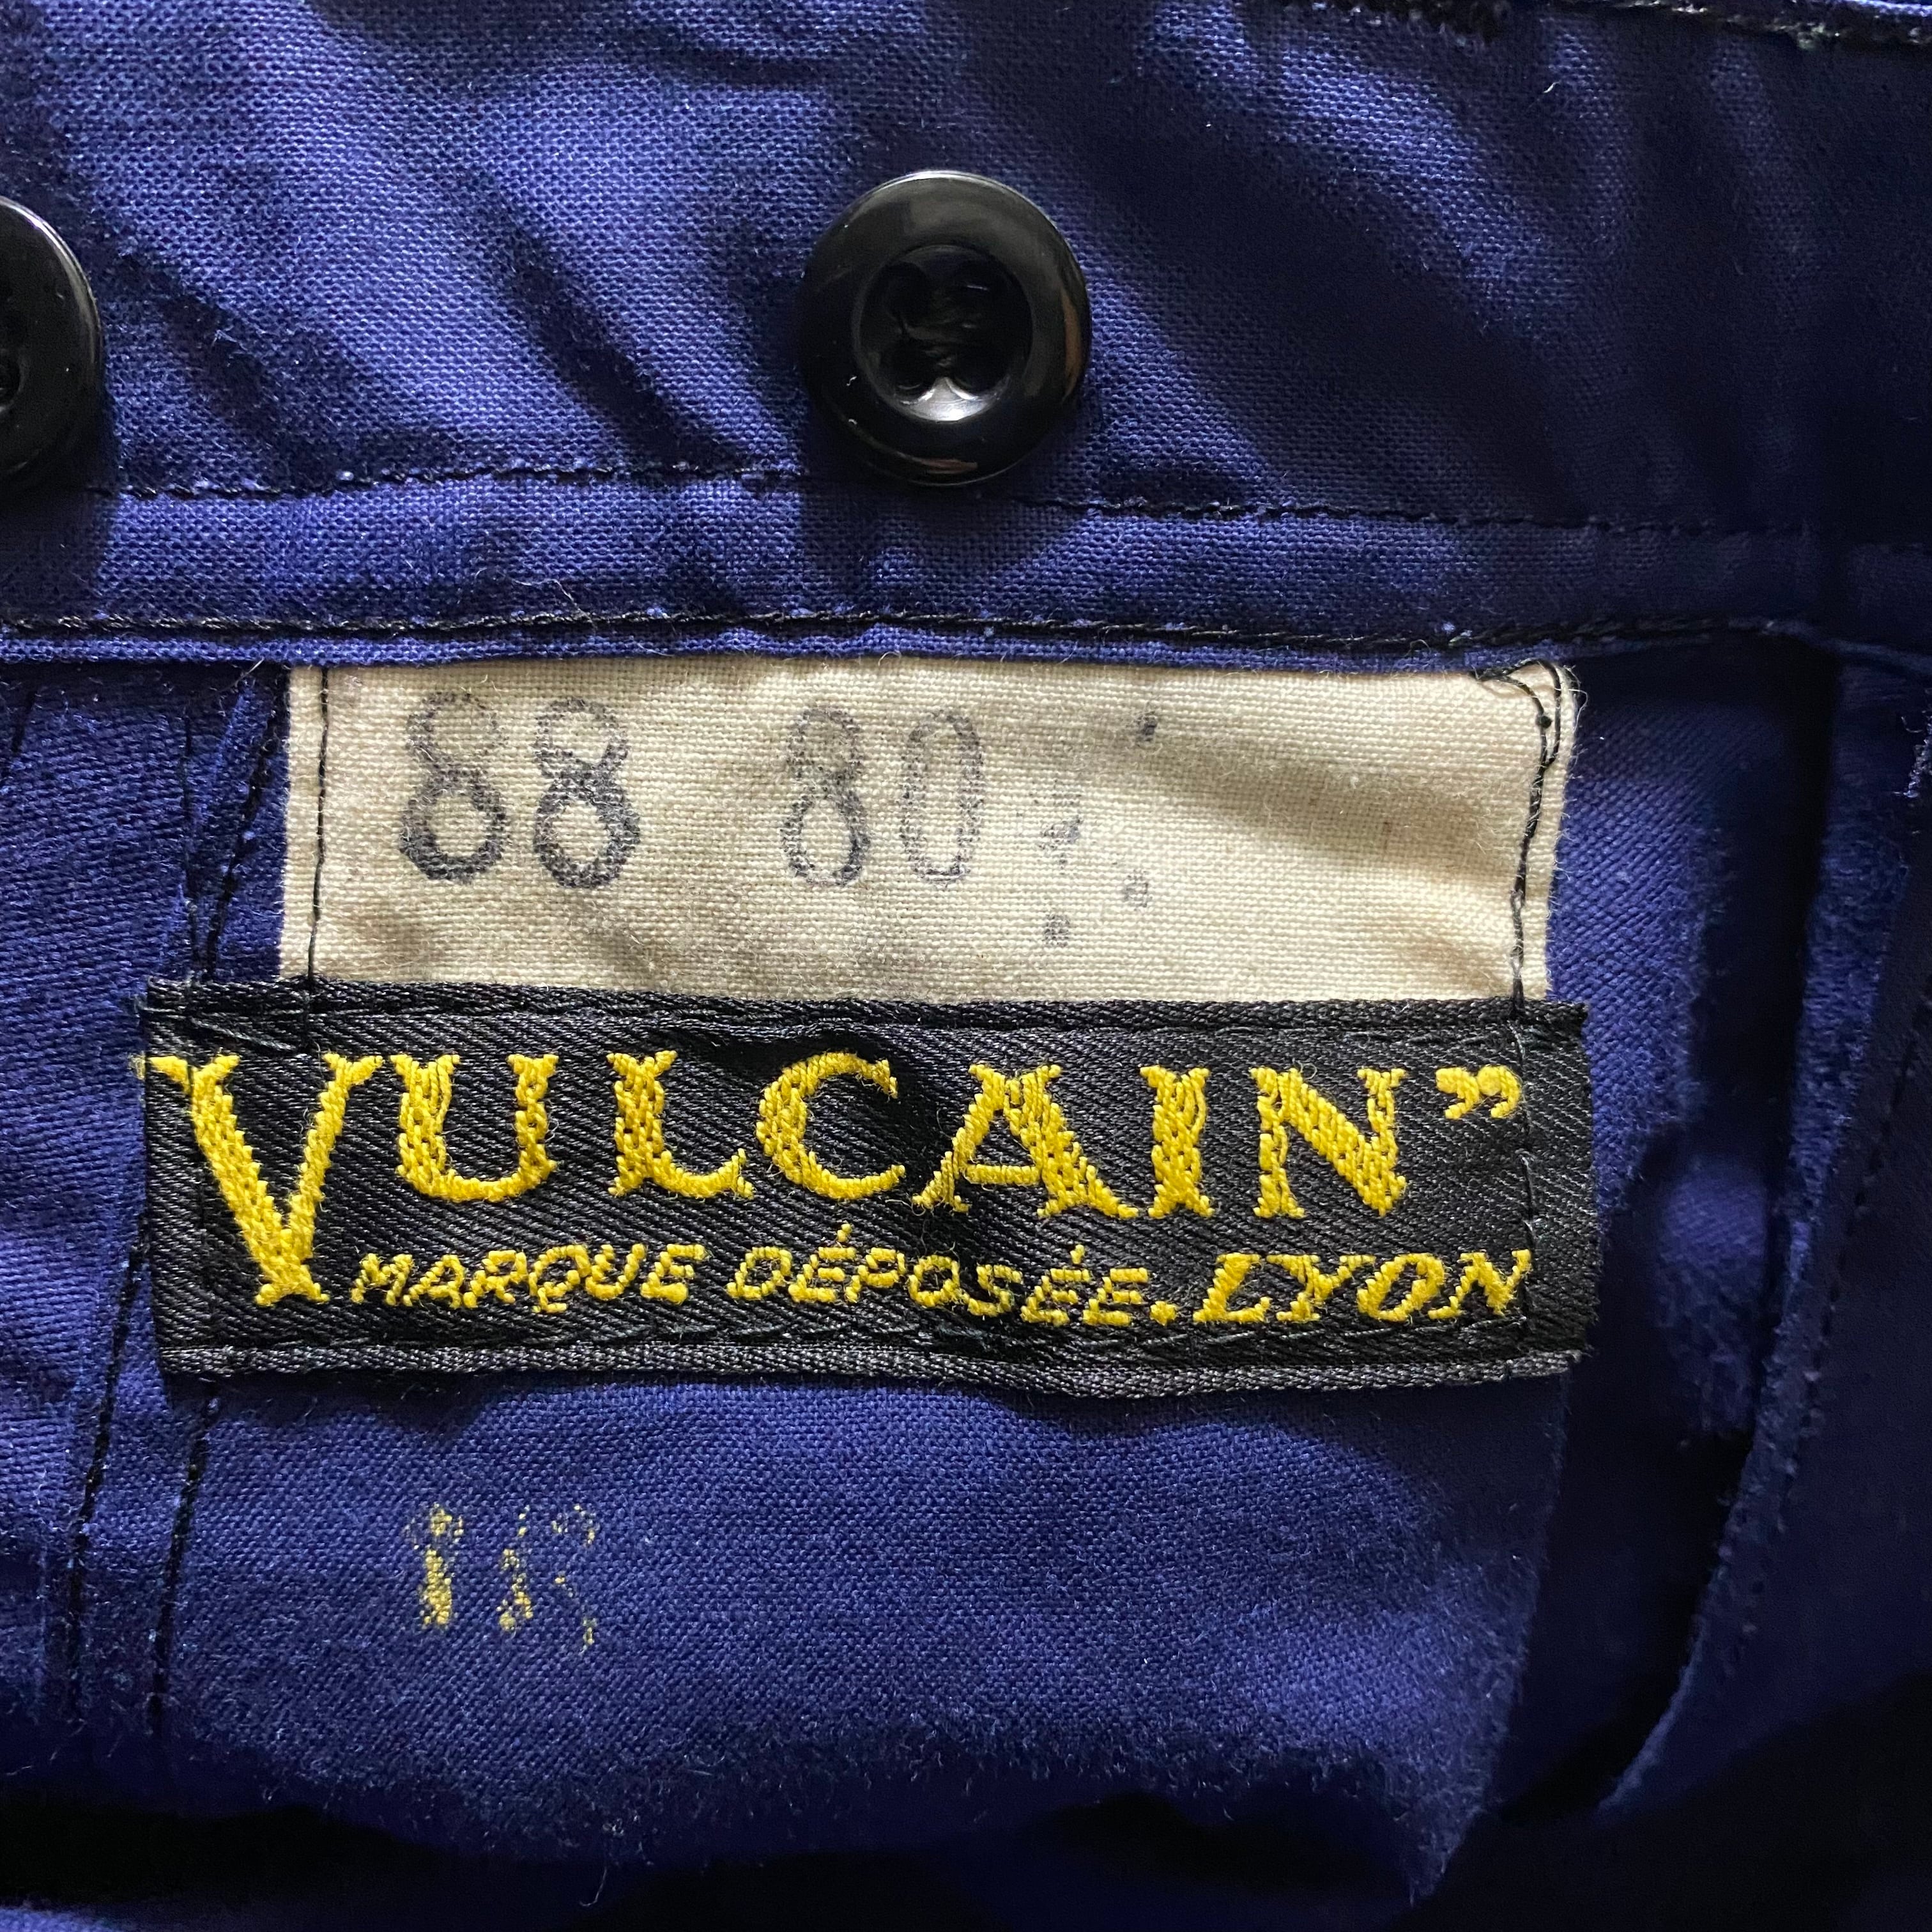 88 80
VULCAIN”
MARQUE DÉPOSÉE. LYON